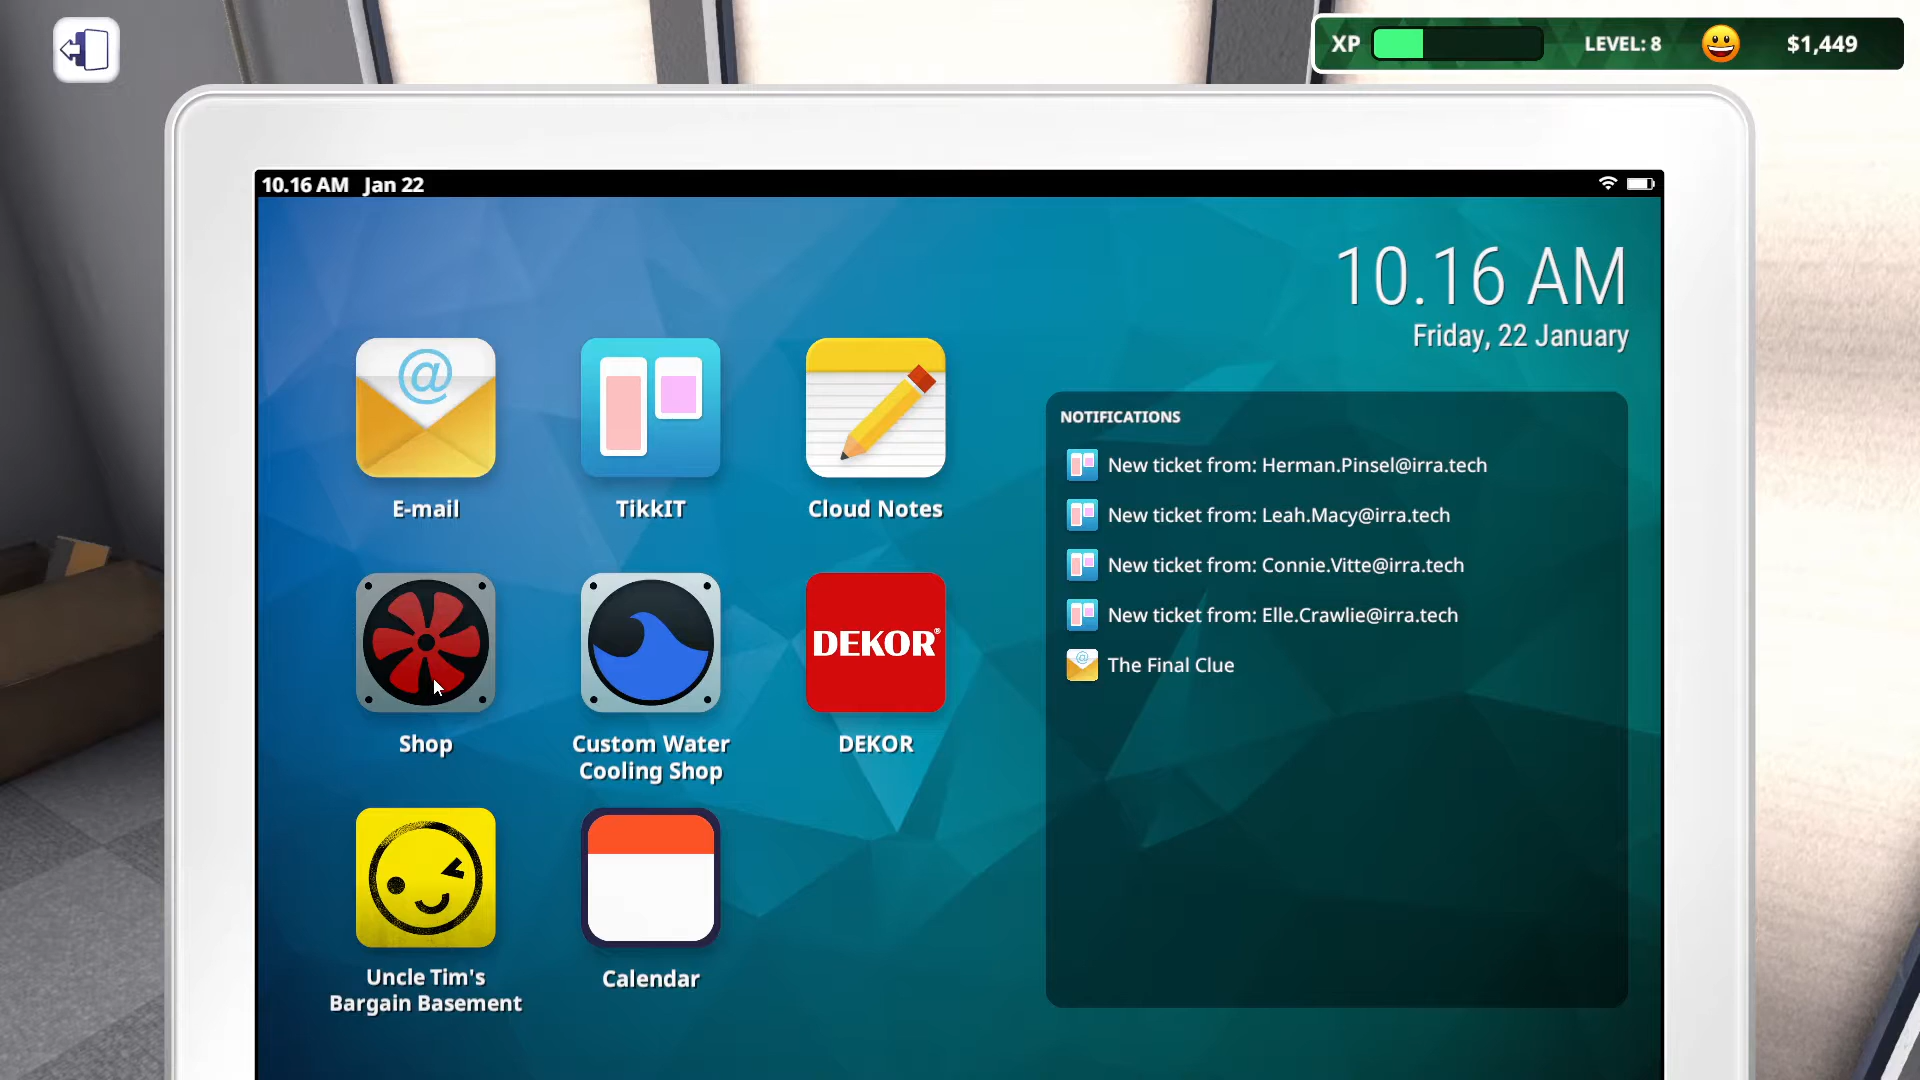 XP
LEVEL: 8
$1,449
10.16 AM Jan 22
10.16 AM
Friday, 22 January
@
E-mail
TikkIT
Cloud Notes
NOTIFICATIONS
New ticket from: Herman.Pinsel@irra.tech
New ticket from: Leah.Macy@irra.tech
New ticket from: Connie.Vitte@irra.tech
New ticket from: Elle.Crawlie@irra.tech
The Final Clue
DEKOR®
Shop
Custom Water
Cooling Shop
DEKOR
Uncle Tim's
Bargain Basement
Calendar